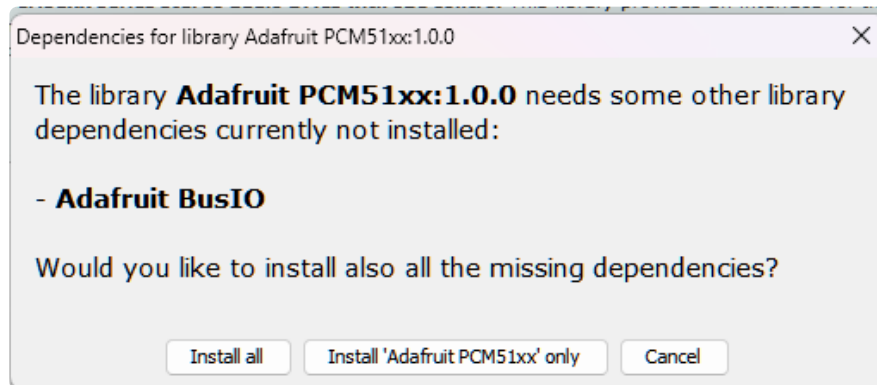 Dependencies for library Adafruit PCM51xx:1.0.0
The library Adafruit PCM51xx:1.0.0 needs some other library
dependencies currently not installed:
- Adafruit BusIO
Would you like to install also all the missing dependencies?
Install all
Install 'Adafruit PCM51xx' only
Cancel